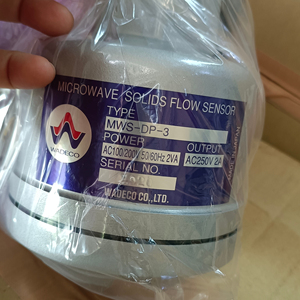 MICROWAVE SOLIDS FLOW SENSOR
TYPE
MWS-DP-3
POWER OUTPUT
AC100/200V 50/60Hz 2VA AC250V 2A
SERIAL NO.
WADECO
WADECO CO.,LTD.